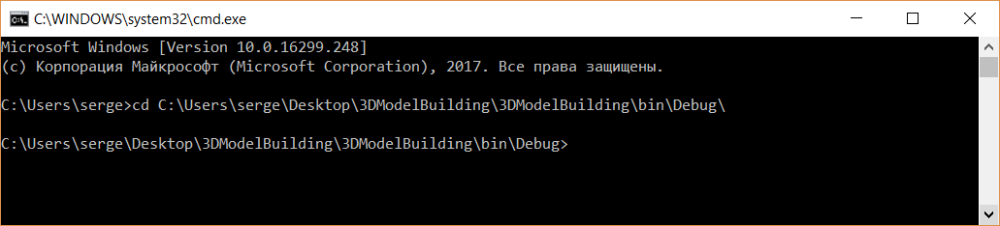 C:\WINDOWS\system32\cmd.exe
Microsoft Windows [Version 10.0.16299.248]
(c) Корпорация Майкрософт (Microsoft Corporation), 2017. Все права защищены.
C:\Users\serge>cd C:\Users\serge\Desktop\3DModelBuilding\3DModelBuilding\bin\Debug\
C:\Users\serge\Desktop\3DModelBuilding\3DModelBuilding\bin\Debug>